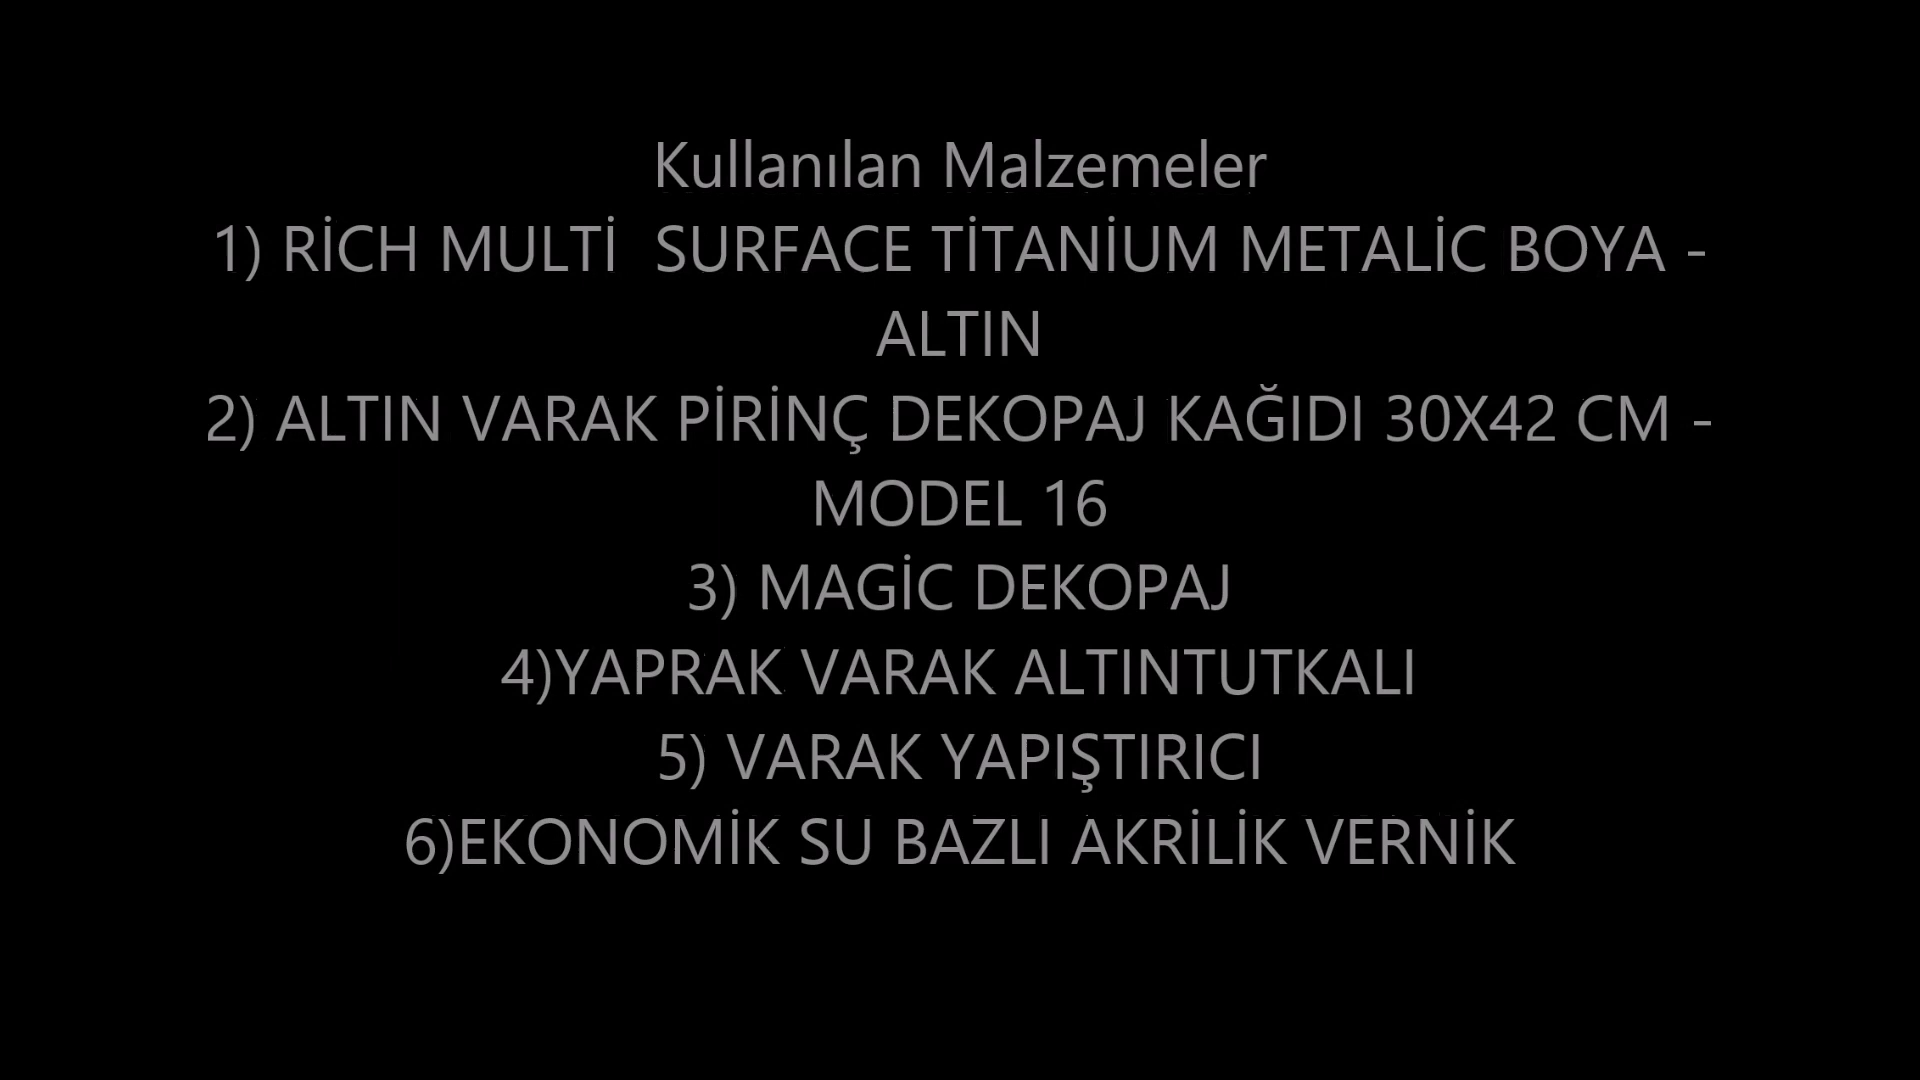 Kullanılan Malzemeler
1) RİCH MULTİ  SURFACE TİTANİUM METALİC BOYA -
ALTIN
2) ALTIN VARAK PİRİNÇ DEKOPAJ KAĞIDI 30X42 CM -
MODEL 16
3) MAGİC DEKOPAJ
4)YAPRAK VARAK ALTINTUTKALI
5) VARAK YAPIŞTIRICI
6)EKONOMİK SU BAZLI AKRİLİK VERNİK